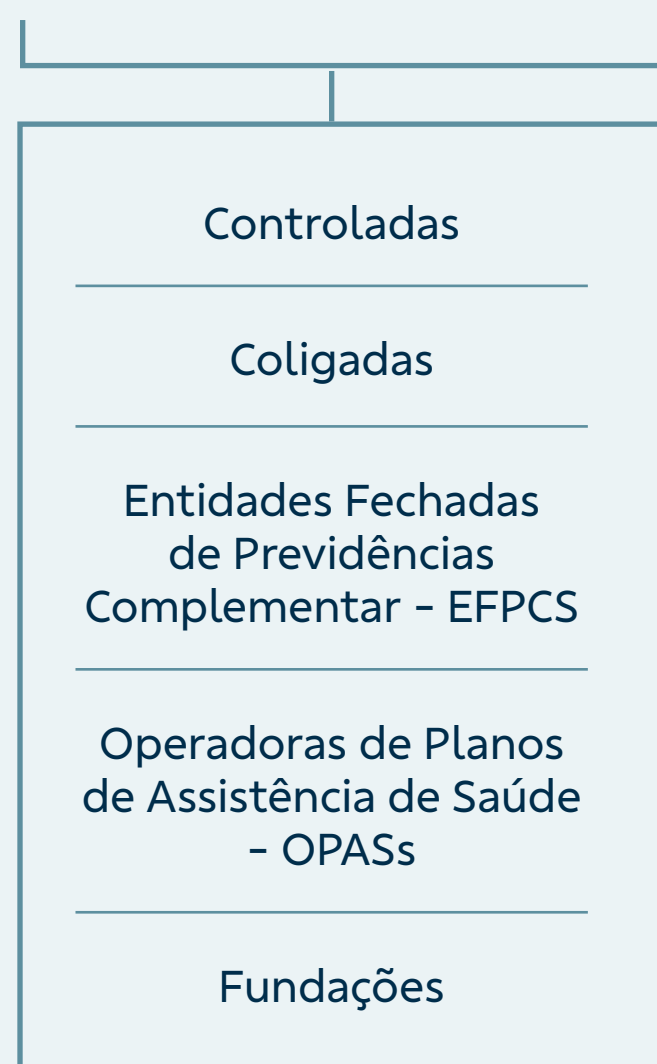 Controladas
Coligadas
Entidades Fechadas
de Previdências
Complementar – EFPCS
Operadoras de Planos
de Assistência de Saúde
– OPASs
Fundações